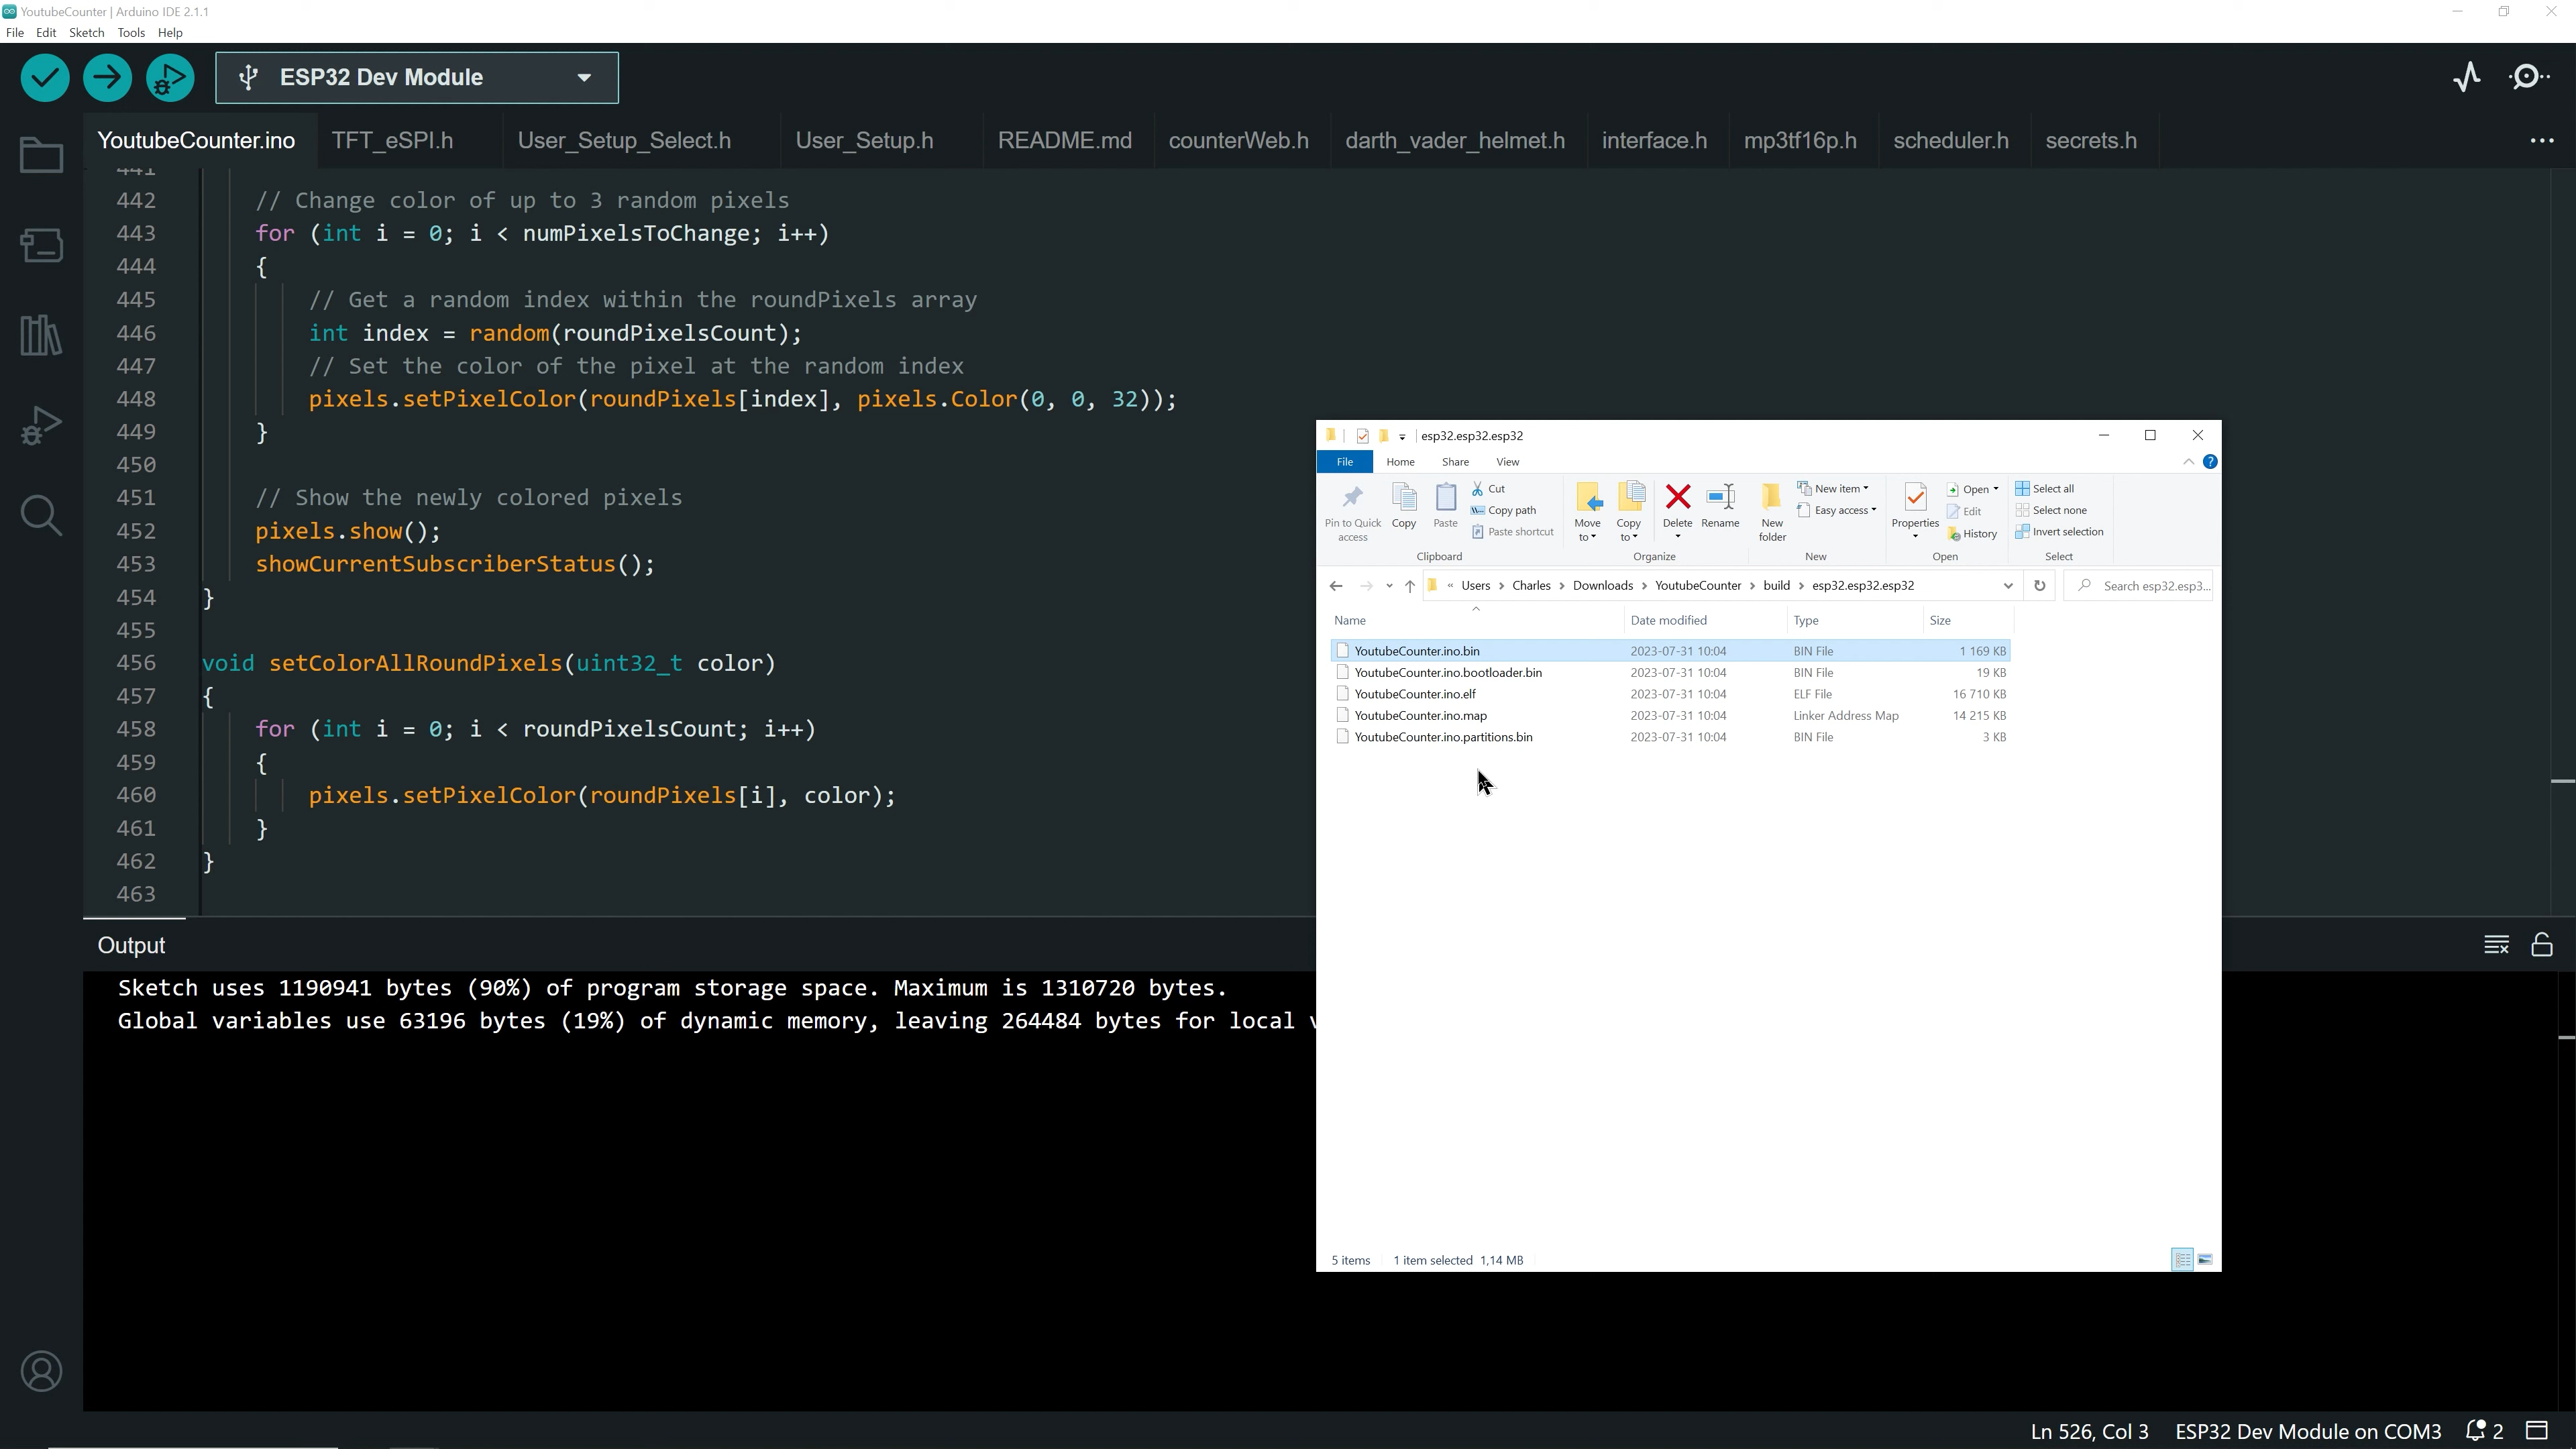 YoutubeCounter | Arduino IDE 2.1.1
File Edit Sketch Tools Help
ESP32 Dev Module
YoutubeCounter.ino TFT_eSPI.h User_Setup_Select.h User_Setup.h README.md counterWeb.h darth_vader_helmet.h interface.h mp3tf16p.h scheduler.h secrets.h
441
442 // Change color of up to 3 random pixels
443 for (int i = 0; i < numPixelsToChange; i++)
444 {
445 // Get a random index within the roundPixels array
446 int index = random(roundPixelsCount);
447 // Set the color of the pixel at the random index
448 pixels.setPixelColor(roundPixels[index], pixels.Color(0, 0, 32));
449 }
450
451 // Show the newly colored pixels
452 pixels.show();
453 showCurrentSubscriberStatus();
454 }
455
456 void setColorAllRoundPixels(uint32_t color)
457 {
458 for (int i = 0; i < roundPixelsCount; i++)
459 {
460 pixels.setPixelColor(roundPixels[i], color);
461 }
462 }
463
esp32.esp32.esp32
File Home Share View
Pin to Quick access Copy Paste Cut Copy path Paste shortcut Move to Copy to Delete Rename New folder New item Easy access Properties Open Edit History Select all Select none Invert selection
Clipboard Organize New Open Select
« Users > Charles > Downloads > YoutubeCounter > build > esp32.esp32.esp32 Search esp32.esp3...
Name Date modified Type Size
YoutubeCounter.ino.bin 2023-07-31 10:04 BIN File 1 169 KB
YoutubeCounter.ino.bootloader.bin 2023-07-31 10:04 BIN File 19 KB
YoutubeCounter.ino.elf 2023-07-31 10:04 ELF File 16 710 KB
YoutubeCounter.ino.map 2023-07-31 10:04 Linker Address Map 14 215 KB
YoutubeCounter.ino.partitions.bin 2023-07-31 10:04 BIN File 3 KB
5 items 1 item selected 1,14 MB
Output
Sketch uses 1190941 bytes (90%) of program storage space. Maximum is 1310720 bytes.
Global variables use 63196 bytes (19%) of dynamic memory, leaving 264484 bytes for local
Ln 526, Col 3 ESP32 Dev Module on COM3 2